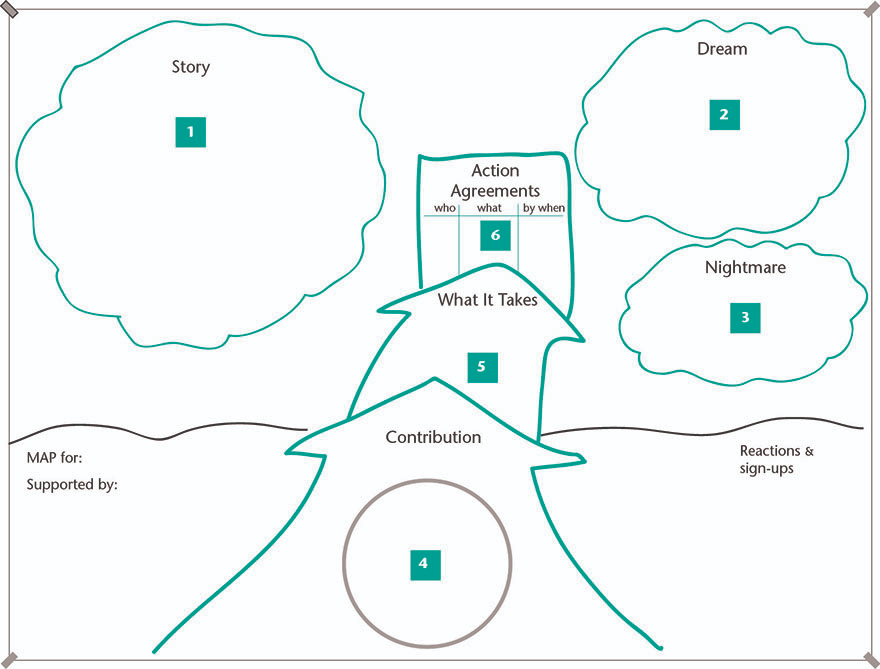 Story
1
Dream
2
Action
Agreements
who what by when
6
Nightmare
3
What It Takes
5
Contribution
4
MAP for:
Supported by:
Reactions &
sign-ups